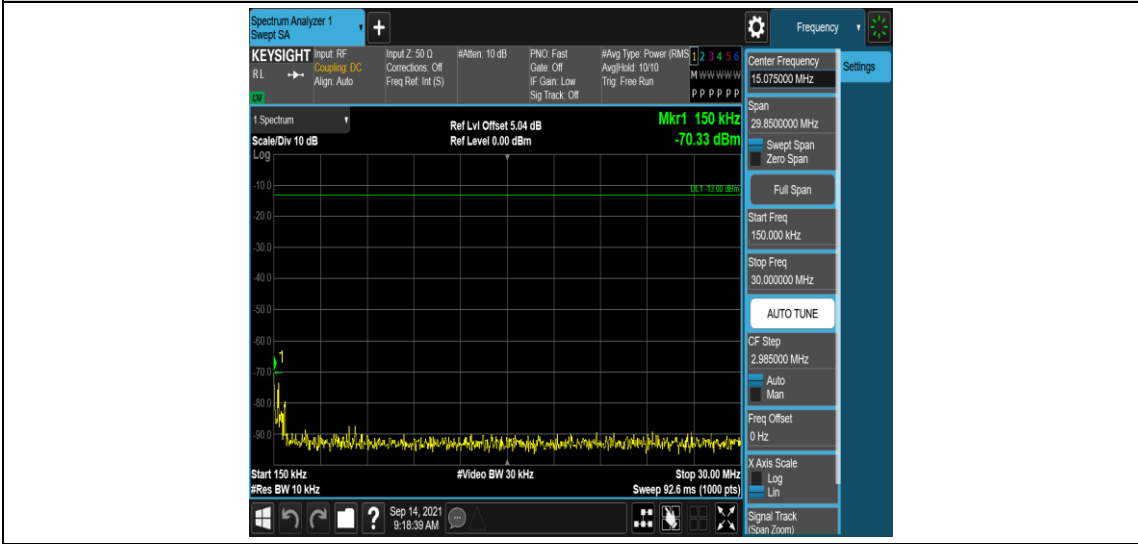 Spectrum Analyzer 1
Swept SA
Frequency
KEYSIGHT
RL
Input: RF
Coupling: DC
Align: Auto
Input Z: 50 Ω
Corrections: Off
Freq Ref: Int (S)
#Atten: 10 dB
PNO: Fast
Gate: Off
IF Gain: Low
Sig Track: Off
#Avg Type: Power (RMS
Avg|Hold: 10/10
Trig: Free Run
1 2 3 4 5 6
M W W W W W
P P P P P P
1 Spectrum
Scale/Div 10 dB
Log
Ref Lvl Offset 5.04 dB
Ref Level 0.00 dBm
Mkr1 150 kHz
-70.33 dBm
DL1 -13.00 dBm
-10.0
-20.0
-30.0
-40.0
-50.0
-60.0
1
-70.0
-80.0
-90.0
Start 150 kHz
#Res BW 10 kHz
#Video BW 30 kHz
Stop 30.00 MHz
Sweep 92.6 ms (1000 pts)
?
Sep 14, 2021
9:18:39 AM
Settings
Center Frequency
15.075000 MHz
Span
29.8500000 MHz
Swept Span
Zero Span
Full Span
Start Freq
150.000 kHz
Stop Freq
30.000000 MHz
AUTO TUNE
CF Step
2.985000 MHz
Auto
Man
Freq Offset
0 Hz
X Axis Scale
Log
Lin
Signal Track
(Span Zoom)